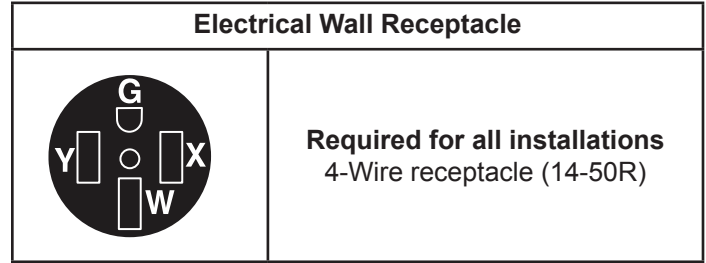 Electrical Wall Receptacle
G
Y
X
W
Required for all installations
4-Wire receptacle (14-50R)